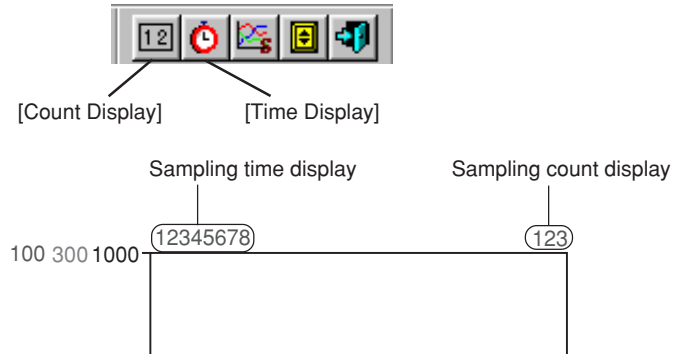 12
S
[Count Display] [Time Display]
Sampling time display Sampling count display
12345678 123
100 300 1000